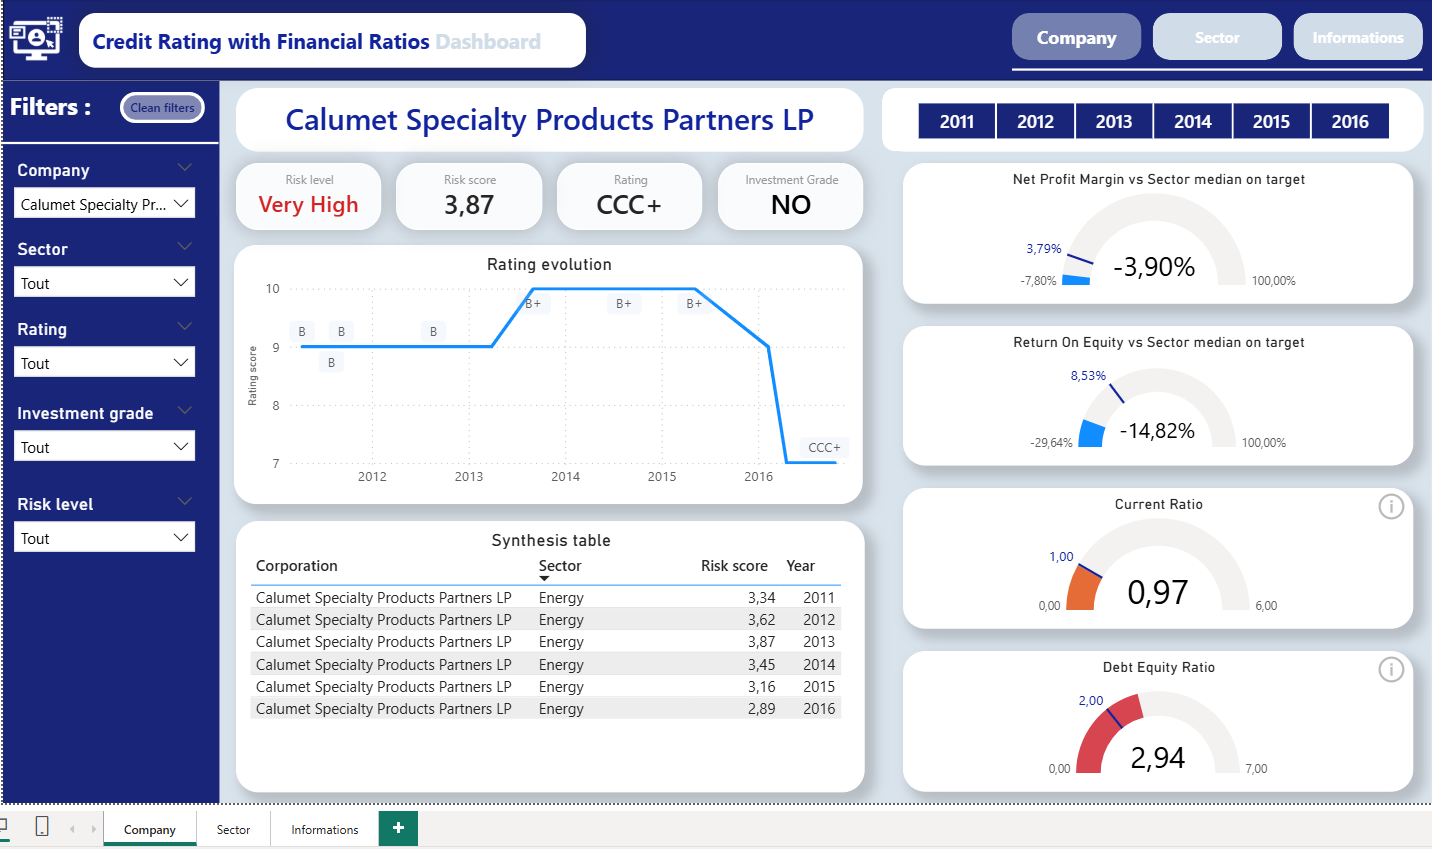 Credit Rating with Financial Ratios Dashboard
Company
Sector
Informations
Filters :
Clean filters
Company
Calumet Specialty Pr...
Sector
Tout
Rating
Tout
Investment grade
Tout
Risk level
Tout
Calumet Specialty Products Partners LP
2011 2012 2013 2014 2015 2016
Risk level
Very High
Risk score
3,87
Rating
CCC+
Investment Grade
NO
Rating evolution
Rating score
10
9
8
7
B B B B B+ B+ B+ CCC+
2012 2013 2014 2015 2016
Synthesis table
Corporation Sector Risk score Year
Calumet Specialty Products Partners LP Energy 3,34 2011
Calumet Specialty Products Partners LP Energy 3,62 2012
Calumet Specialty Products Partners LP Energy 3,87 2013
Calumet Specialty Products Partners LP Energy 3,45 2014
Calumet Specialty Products Partners LP Energy 3,16 2015
Calumet Specialty Products Partners LP Energy 2,89 2016
Net Profit Margin vs Sector median on target
3,79%
-3,90%
-7,80% 100,00%
Return On Equity vs Sector median on target
8,53%
-14,82%
-29,64% 100,00%
Current Ratio
1,00
0,97
0,00 6,00
Debt Equity Ratio
2,00
2,94
0,00 7,00
Company Sector Informations +